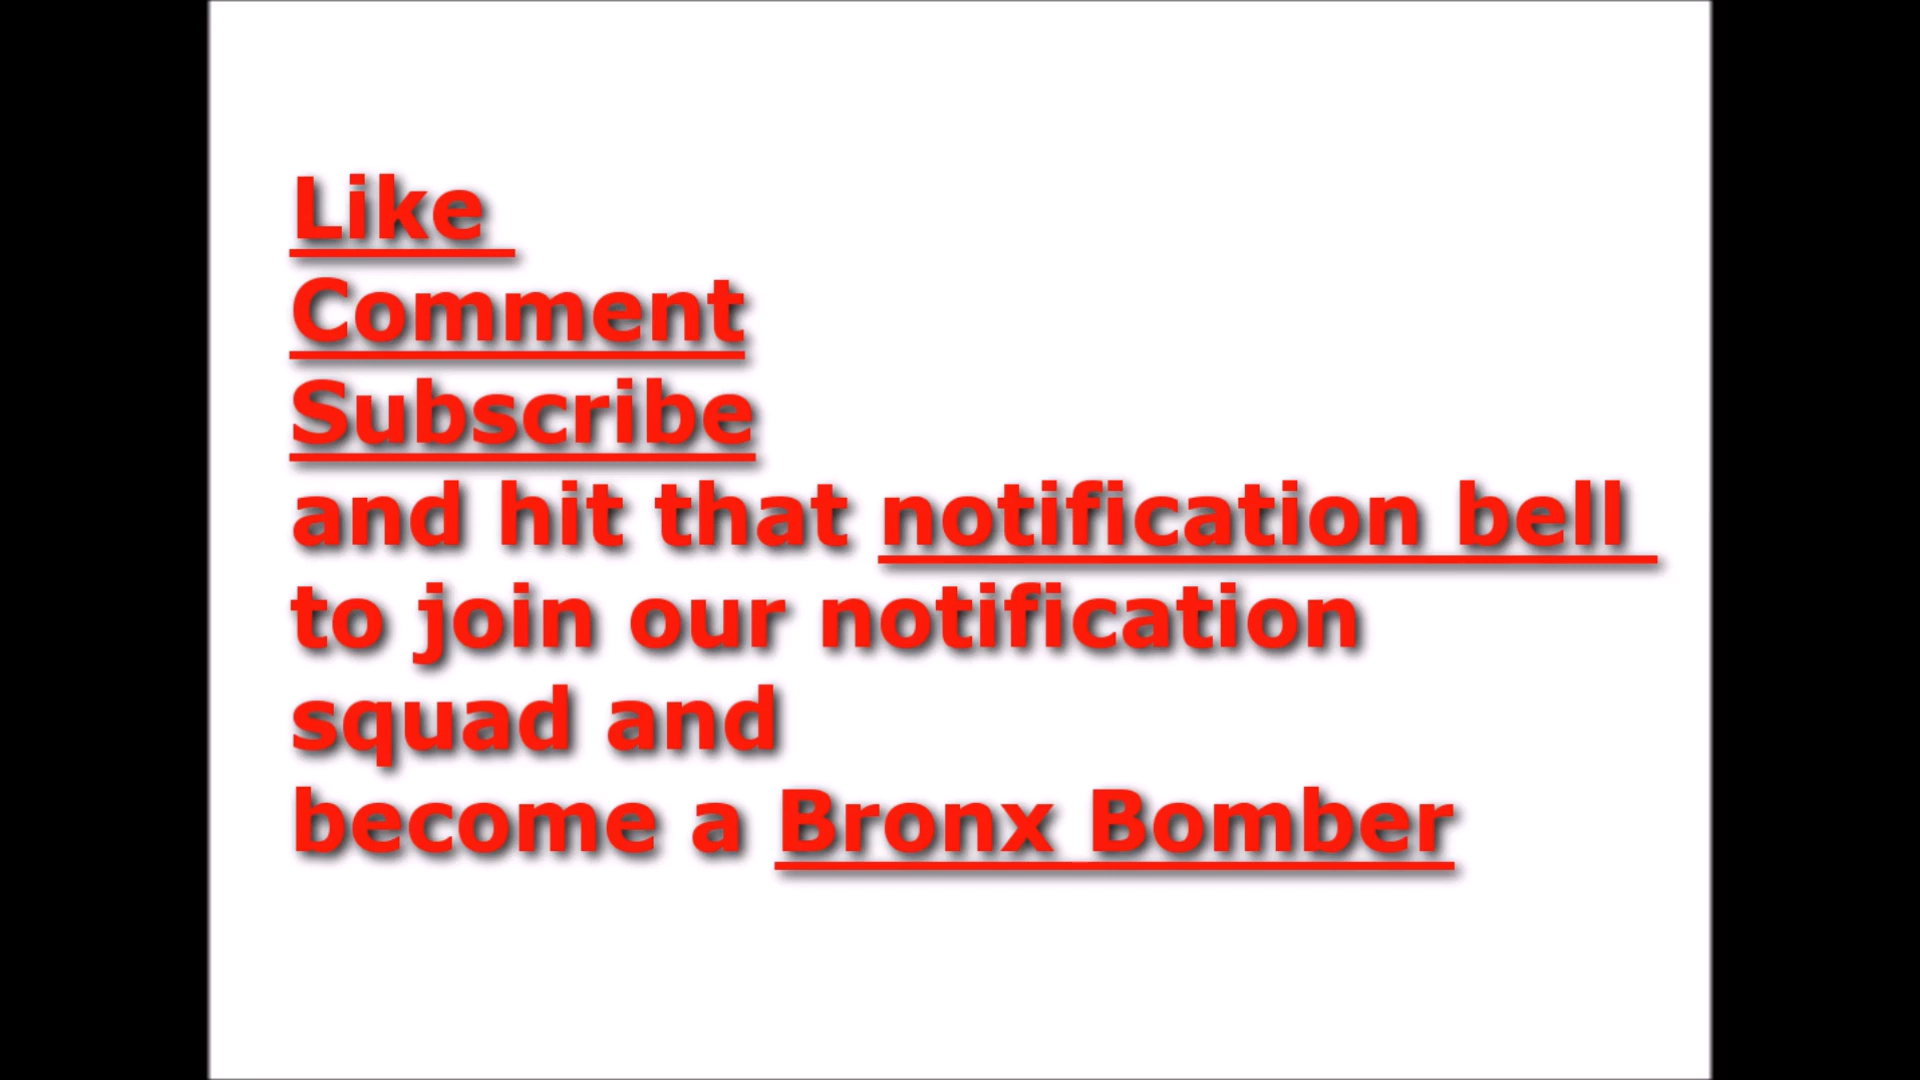 Like
Comment
Subscribe
and hit that notification bell
to join our notification
squad and
become a Bronx Bomber